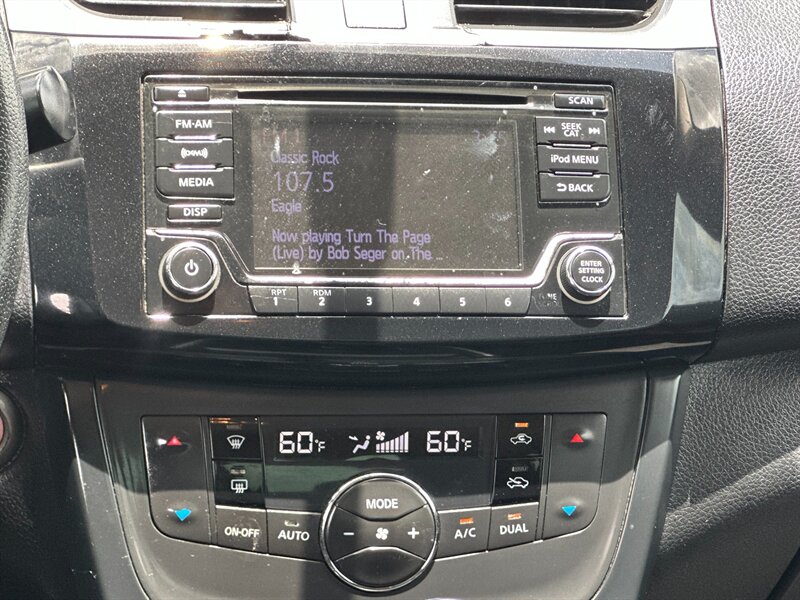 SCAN
FM·AM
SEEK
CAT
Classic Rock
iPod MENU
107.5
MEDIA
BACK
Eagle
DISP
Now playing Turn The Page
(Live) by Bob Seger on The ...
ENTER
SETTING
CLOCK
RPT
1
RDM
2
3
4
5
6
60°F
60°F
MODE
ON·OFF
AUTO
- +
A/C
DUAL